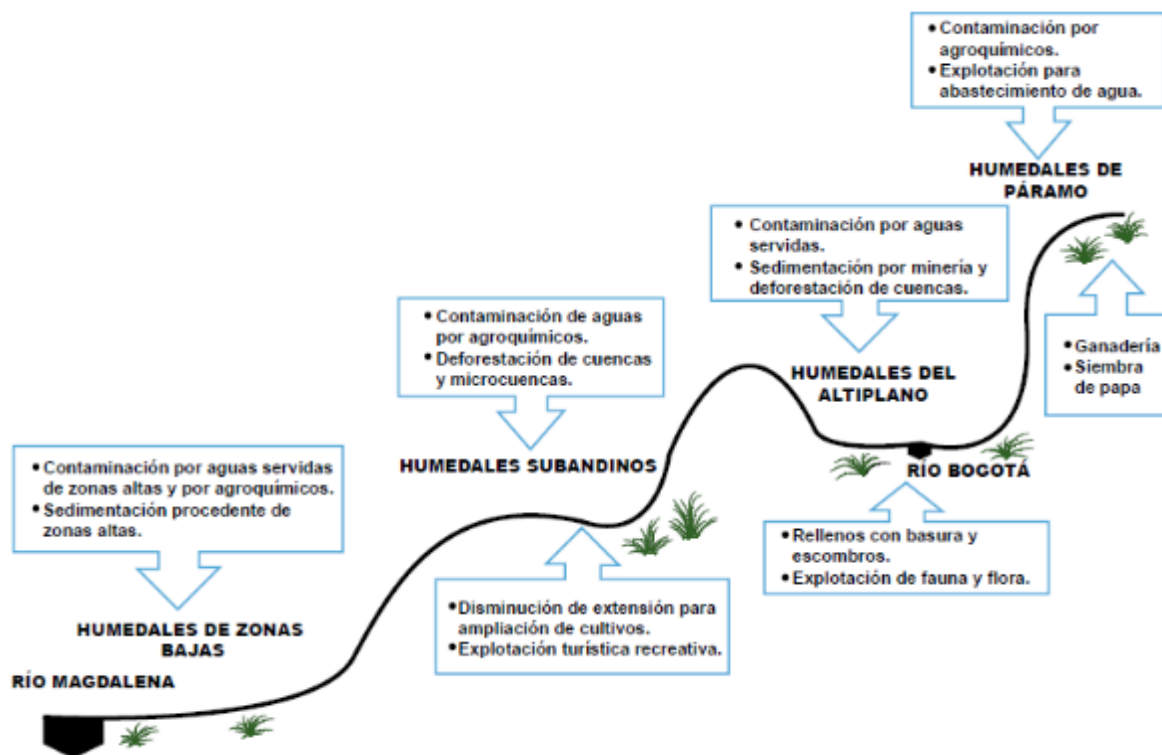 • Contaminación por
agroquímicos.
• Explotación para
abastecimiento de agua.
HUMEDALES DE
PÁRAMO
• Contaminación por aguas
servidas.
• Sedimentación por minería y
deforestación de cuencas.
• Ganadería
• Siembra
de papa
• Contaminación de aguas
por agroquímicos.
• Deforestación de cuencas
y microcuencas.
HUMEDALES DEL
ALTIPLANO
HUMEDALES SUBANDINOS
RÍO BOGOTÁ
• Contaminación por aguas servidas
de zonas altas y por agroquímicos.
• Sedimentación procedente de
zonas altas.
• Rellenos con basura y
escombros.
• Explotación de fauna y flora.
• Disminución de extensión para
ampliación de cultivos.
• Explotación turística recreativa.
HUMEDALES DE ZONAS
BAJAS
RÍO MAGDALENA